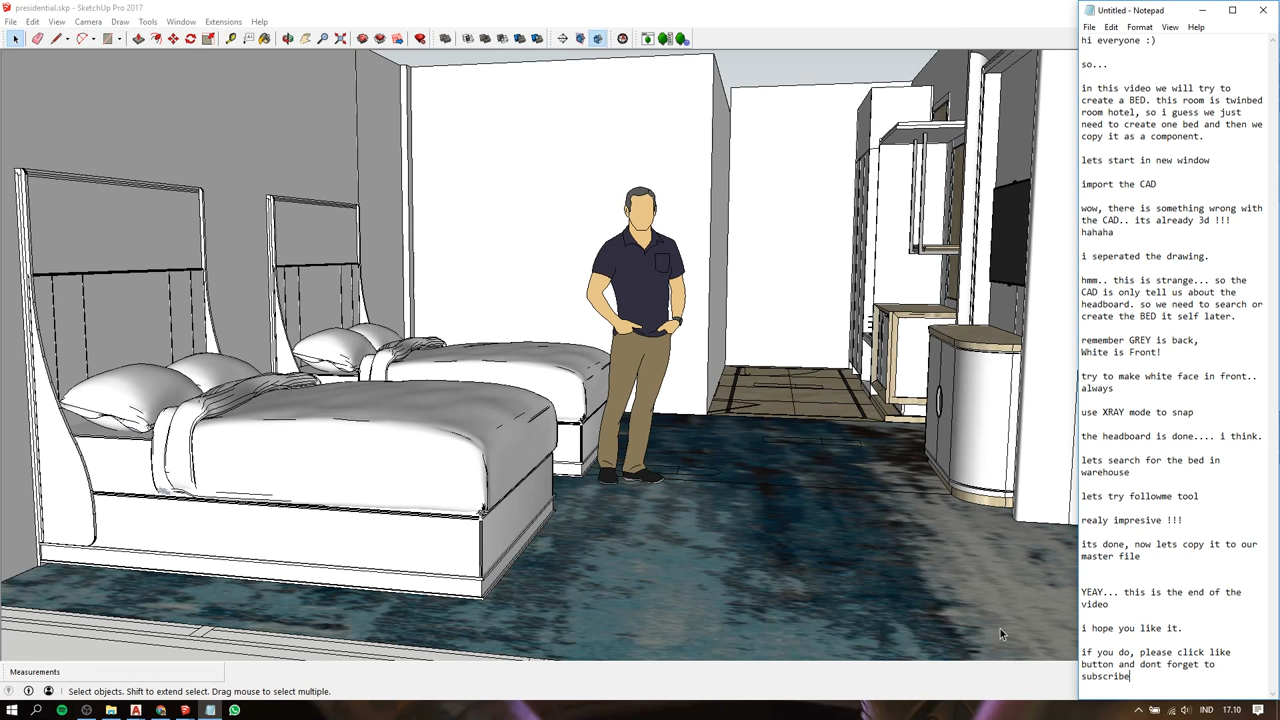 presidential.skp - SketchUp Pro 2017
File Edit View Camera Draw Tools Window Extensions Help
Untitled - Notepad
File Edit Format View Help
hi everyone :)
so...
in this video we will try to
create a BED. this room is twinbed
room hotel, so i guess we just
need to create one bed and then we
copy it as a component.
lets start in new window
import the CAD
wow, there is something wrong with
the CAD.. its already 3d !!!
hahaha
i seperated the drawing.
hmm.. this is strange... so the
CAD is only tell us about the
headboard. so we need to search or
create the BED it self later.
remember GREY is back,
White is Front!
try to make white face in front..
always
use XRAY mode to snap
the headboard is done.... i think.
lets search for the bed in
warehouse
lets try followme tool
realy impresive !!!
its done, now lets copy it to our
master file
YEAY... this is the end of the
video
i hope you like it.
if you do, please click like
button and dont forget to
subscribe
Measurements
Select objects. Shift to extend select. Drag mouse to select multiple.
IND 17.10